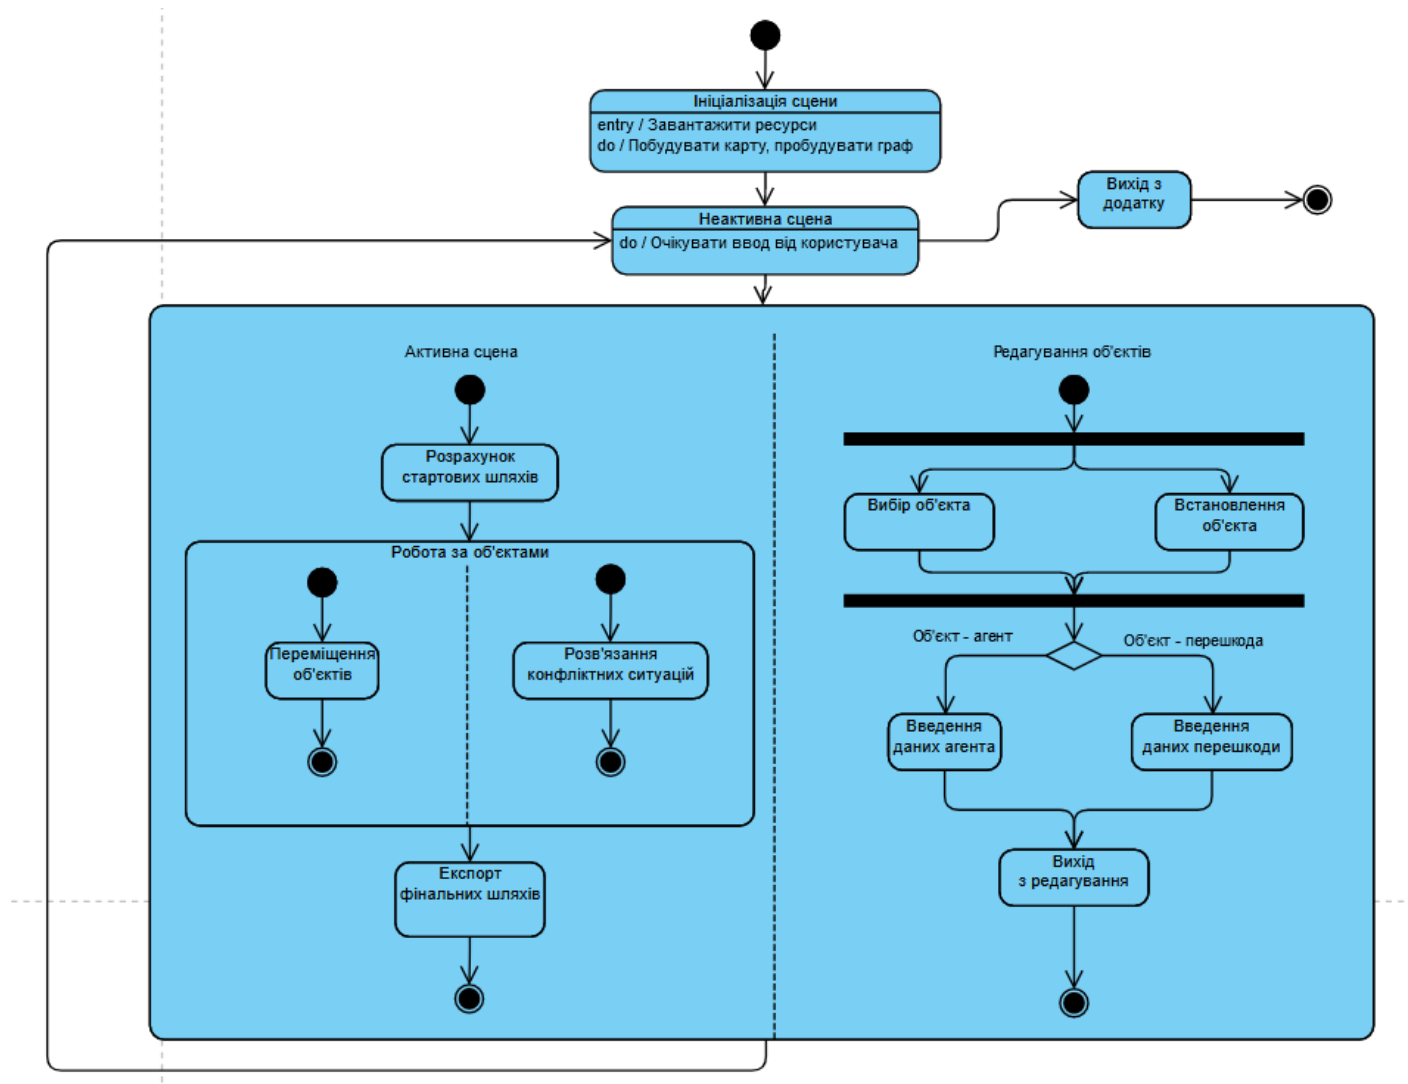 Ініціалізація сцени
entry / Завантажити ресурси
do / Побудувати карту, пробудувати граф
Вихід з
додатку
Неактивна сцена
do / Очікувати ввод від користувача
Активна сцена
Розрахунок
стартових шляхів
Робота за об'єктами
Переміщення
об'єктів
Розв'язання
конфліктних ситуацій
Експорт
фінальних шляхів
Редагування об'єктів
Вибір об'єкта
Встановлення
об'єкта
Об'єкт - агент
Об'єкт - перешкода
Введення
даних агента
Введення
даних перешкоди
Вихід
з редагування